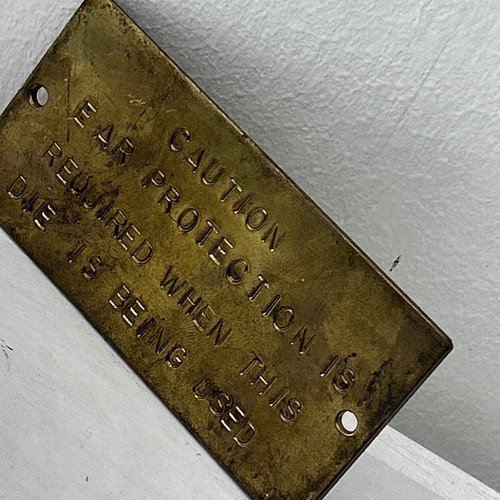 CAUTION
EAR PROTECTION IS
REQUIRED WHEN THIS
DIE IS BEING USED